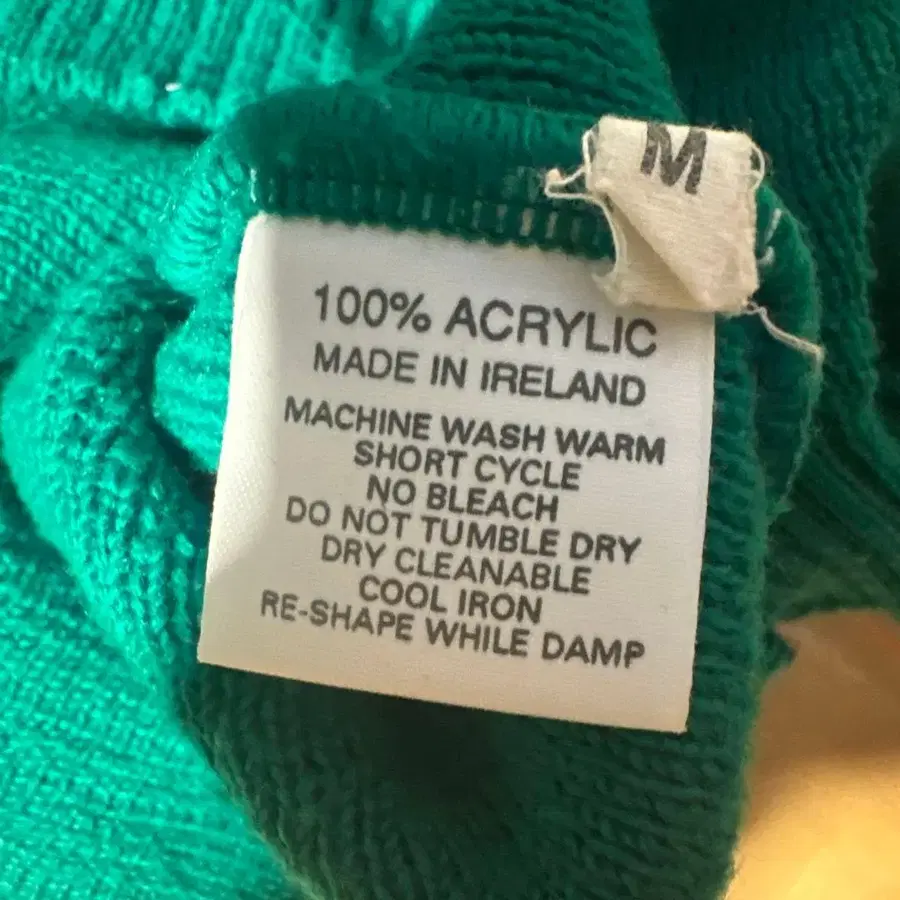 M
100% ACRYLIC
MADE IN IRELAND
MACHINE WASH WARM
SHORT CYCLE
NO BLEACH
DO NOT TUMBLE DRY
DRY CLEANABLE
COOL IRON
RE-SHAPE WHILE DAMP